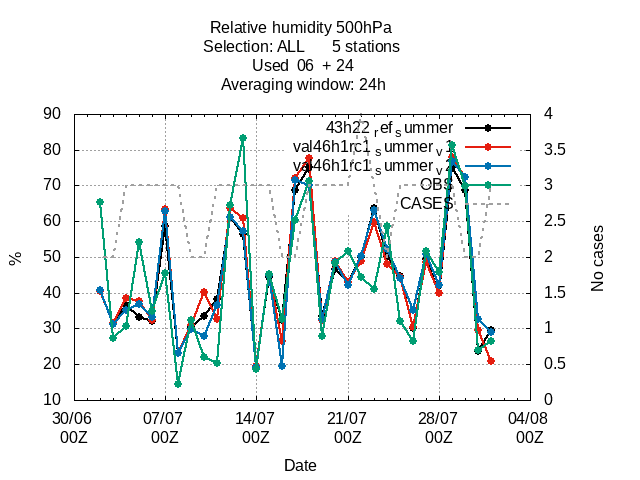 Relative humidity 500hPa
Selection: ALL 5 stations
Used 06 + 24
Averaging window: 24h
90
80
70
60
50
40
30
20
10
%
4
3.5
3
2.5
2
1.5
1
0.5
0
No cases
43h22refsummer
val46h1rc1summerv1
val46h1rc1summerv2
OBS
CASES
30/06 07/07 14/07 21/07 28/07 04/08
00Z 00Z 00Z 00Z 00Z 00Z
Date